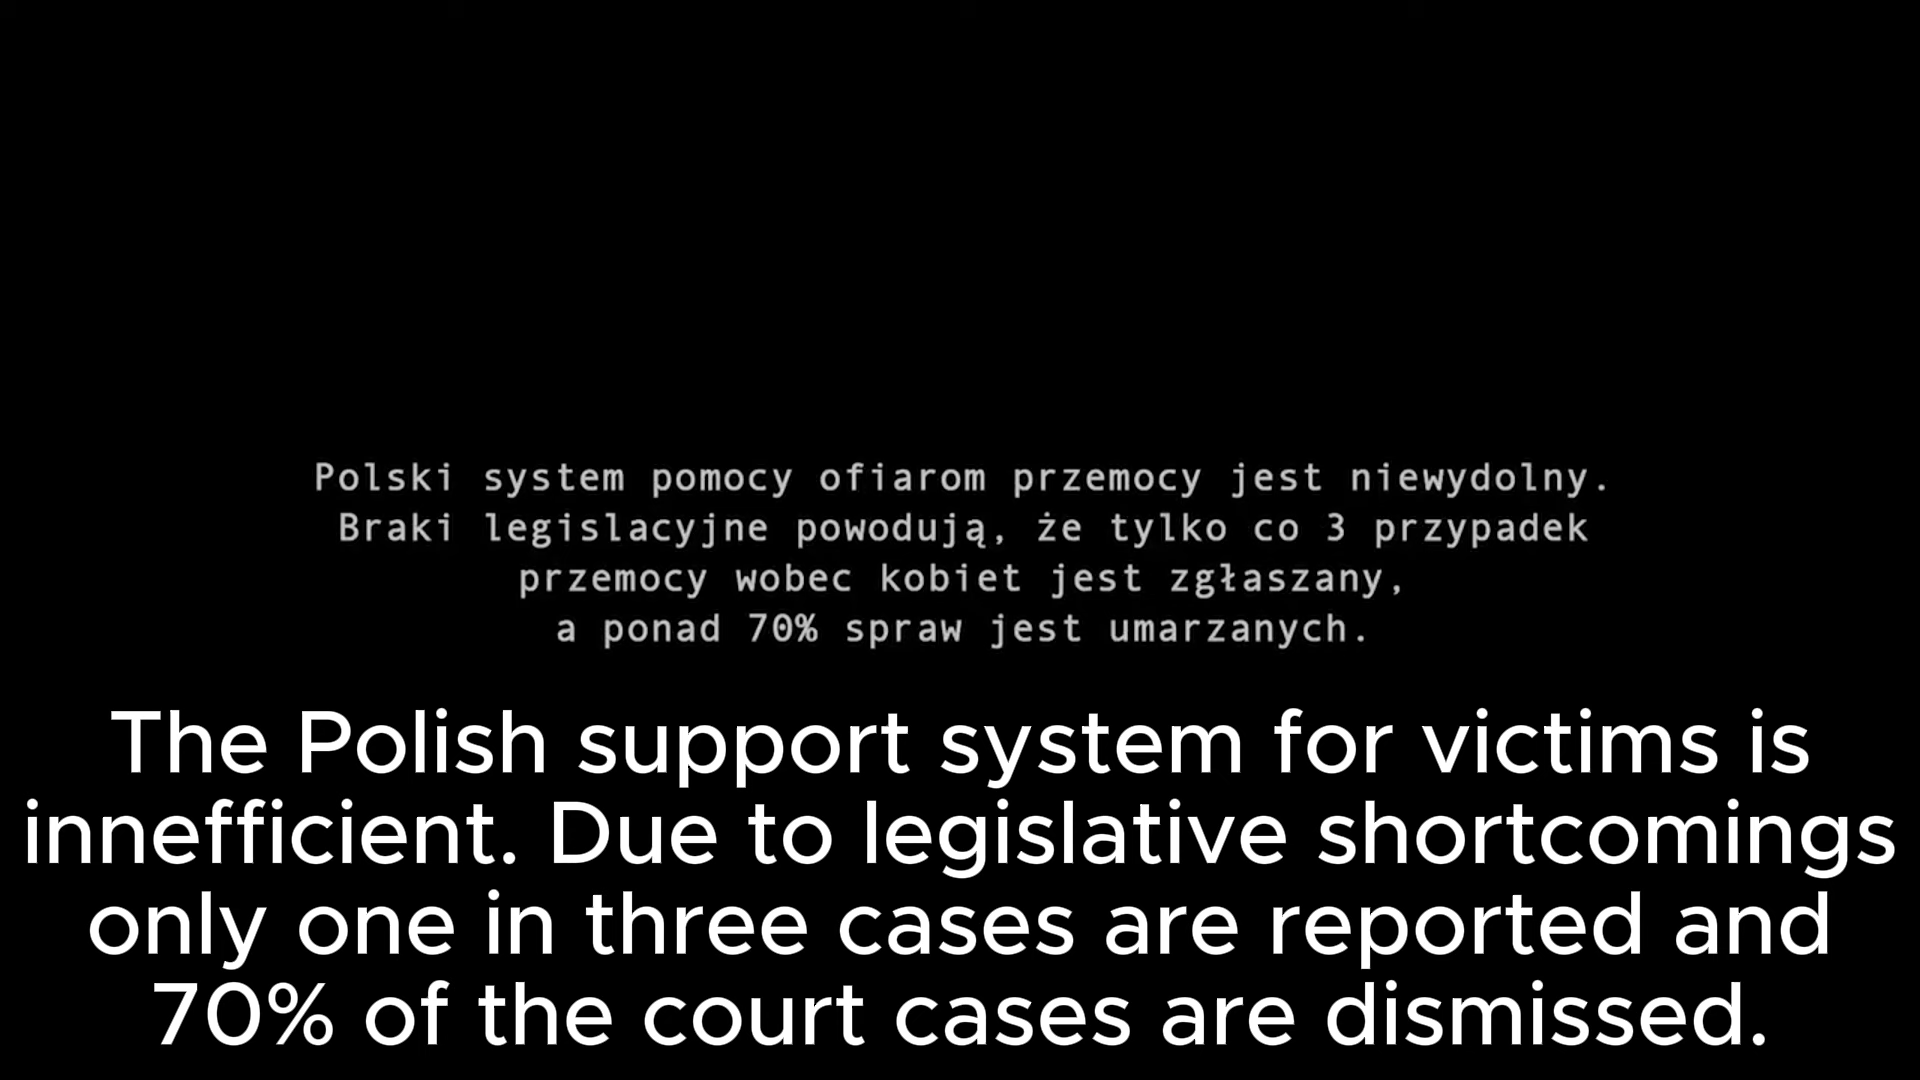 Polski system pomocy ofiarom przemocy jest niewydolny.
Braki legislacyjne powodują, że tylko co 3 przypadek
przemocy wobec kobiet jest zgłaszany,
a ponad 70% spraw jest umarzanych.
The Polish support system for victims is
innefficient. Due to legislative shortcomings
only one in three cases are reported and
70% of the court cases are dismissed.